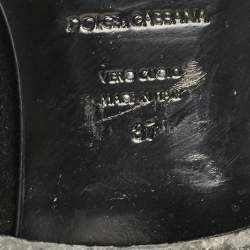 DOLCE & GABBANA
VERO CUOIO
MADE IN ITALY
37